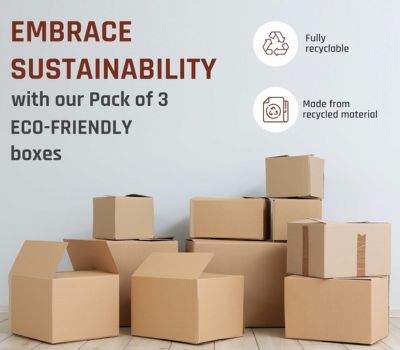 EMBRACE
SUSTAINABILITY
with our Pack of 3
ECO-FRIENDLY
boxes
Fully
recyclable
Made from
recycled material